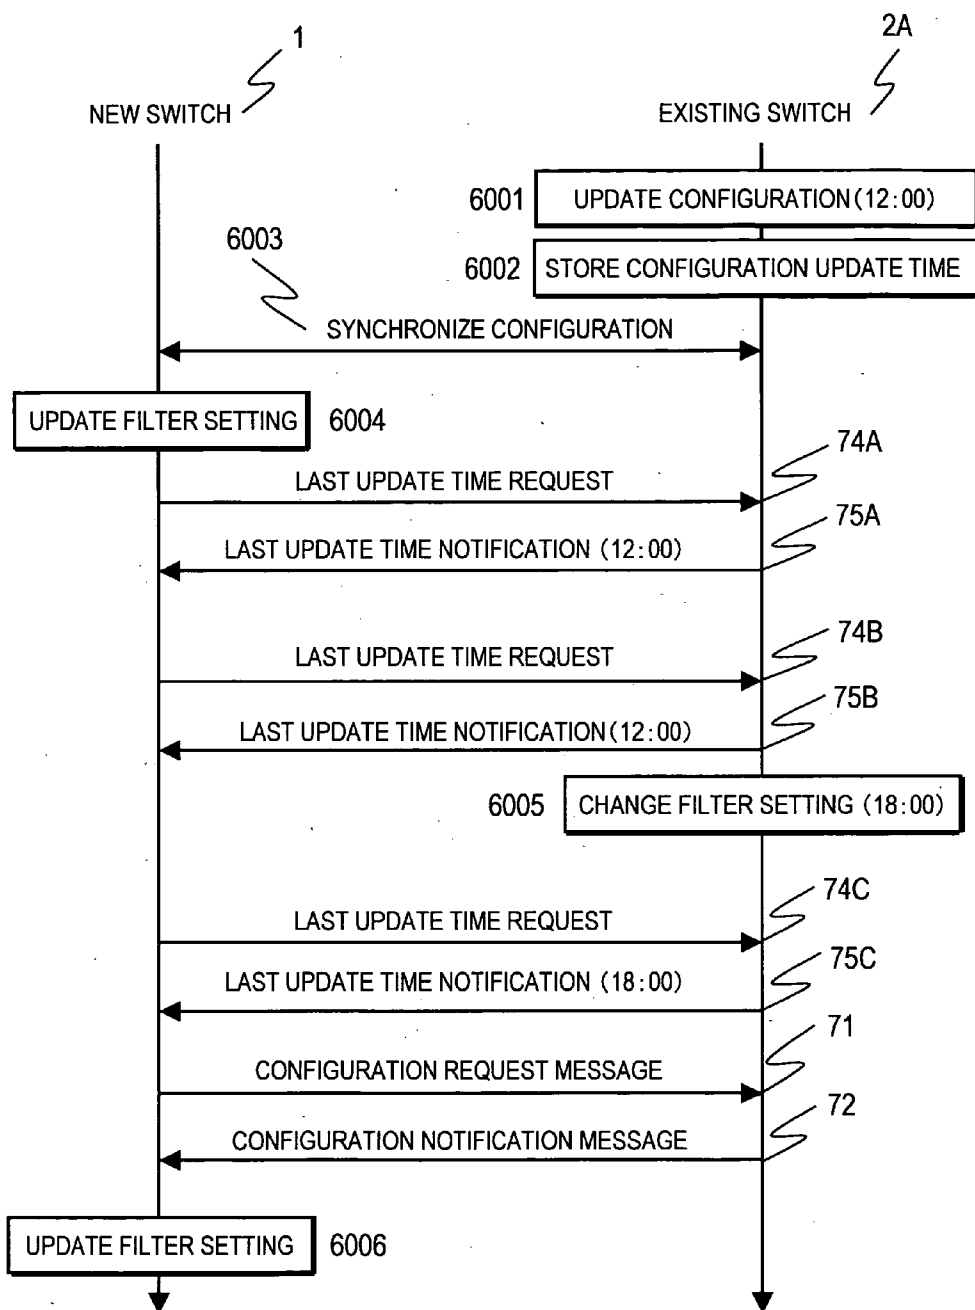 1
2A
NEW SWITCH
EXISTING SWITCH
6001
UPDATE CONFIGURATION(12:00)
6002
STORE CONFIGURATION UPDATE TIME
6003
SYNCHRONIZE CONFIGURATION
UPDATE FILTER SETTING
6004
74A
LAST UPDATE TIME REQUEST
75A
LAST UPDATE TIME NOTIFICATION (12:00)
74B
LAST UPDATE TIME REQUEST
75B
LAST UPDATE TIME NOTIFICATION(12:00)
6005
CHANGE FILTER SETTING (18:00)
74C
LAST UPDATE TIME REQUEST
75C
LAST UPDATE TIME NOTIFICATION (18:00)
71
CONFIGURATION REQUEST MESSAGE
72
CONFIGURATION NOTIFICATION MESSAGE
UPDATE FILTER SETTING
6006